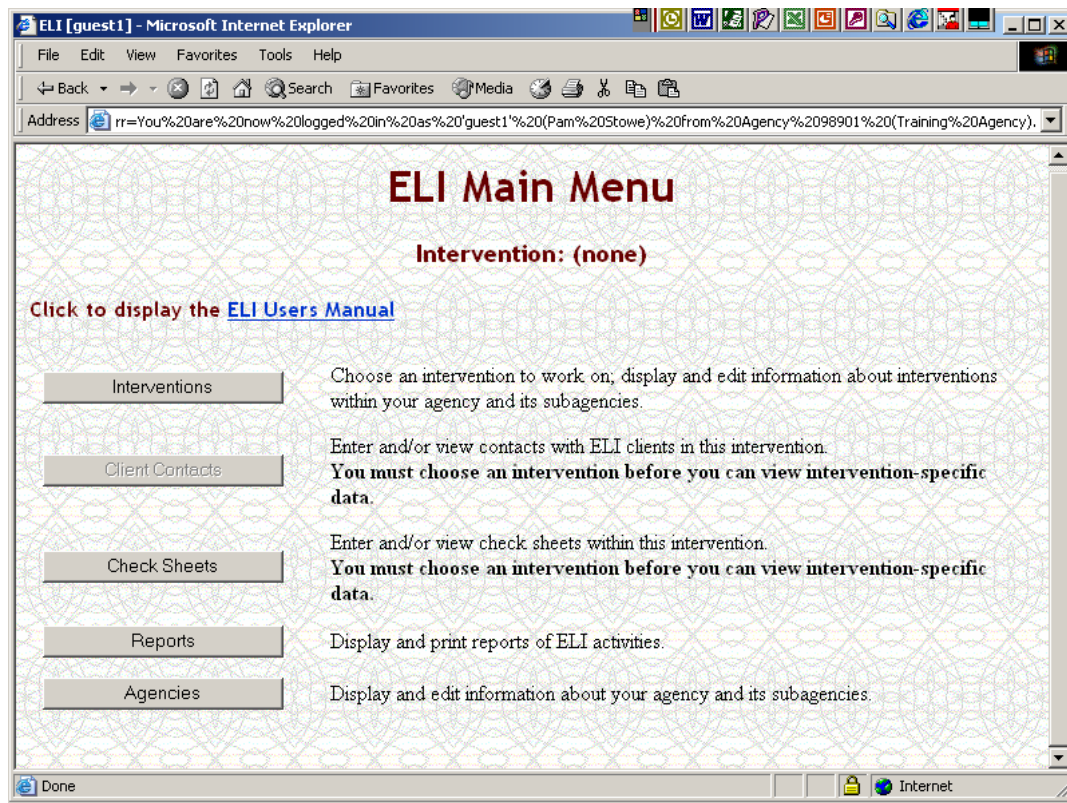 ELI [guest1] - Microsoft Internet Explorer
File Edit View Favorites Tools Help
Back Search Favorites Media
Address rr=You%20are%20now%20logged%20in%20as%20'guest1'%20(Pam%20Stowe)%20from%20Agency%2098901%20(Training%20Agency).
ELI Main Menu
Intervention: (none)
Click to display the ELI Users Manual
Interventions
Choose an intervention to work on; display and edit information about interventions
within your agency and its subagencies.
Client Contacts
Enter and/or view contacts with ELI clients in this intervention.
You must choose an intervention before you can view intervention-specific
data.
Check Sheets
Enter and/or view check sheets within this intervention.
You must choose an intervention before you can view intervention-specific
data.
Reports
Display and print reports of ELI activities.
Agencies
Display and edit information about your agency and its subagencies.
Done Internet